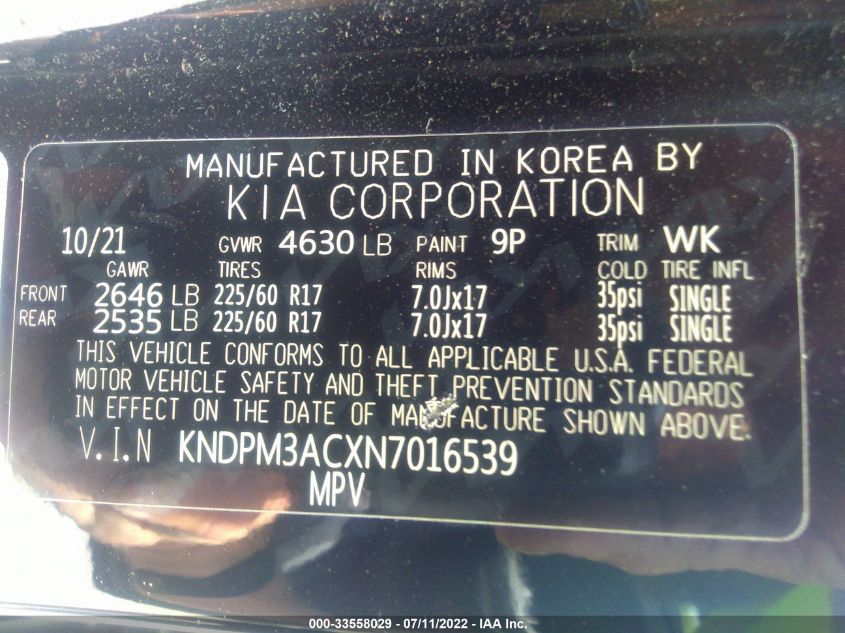 MANUFACTURED IN KOREA BY
KIA CORPORATION
10/21 GVWR 4630 LB PAINT 9P TRIM WK
GAWR TIRES RIMS COLD TIRE INFL
FRONT 2646 LB 225/60 R17 7.0Jx17 35psi SINGLE
REAR 2535 LB 225/60 R17 7.0Jx17 35psi SINGLE
THIS VEHICLE CONFORMS TO ALL APPLICABLE U.S.A. FEDERAL
MOTOR VEHICLE SAFETY AND THEFT PREVENTION STANDARDS
IN EFFECT ON THE DATE OF MANUFACTURE SHOWN ABOVE.
V.I.N KNDPM3ACXN7016539
MPV
000-33558029 - 07/11/2022 - IAA Inc.